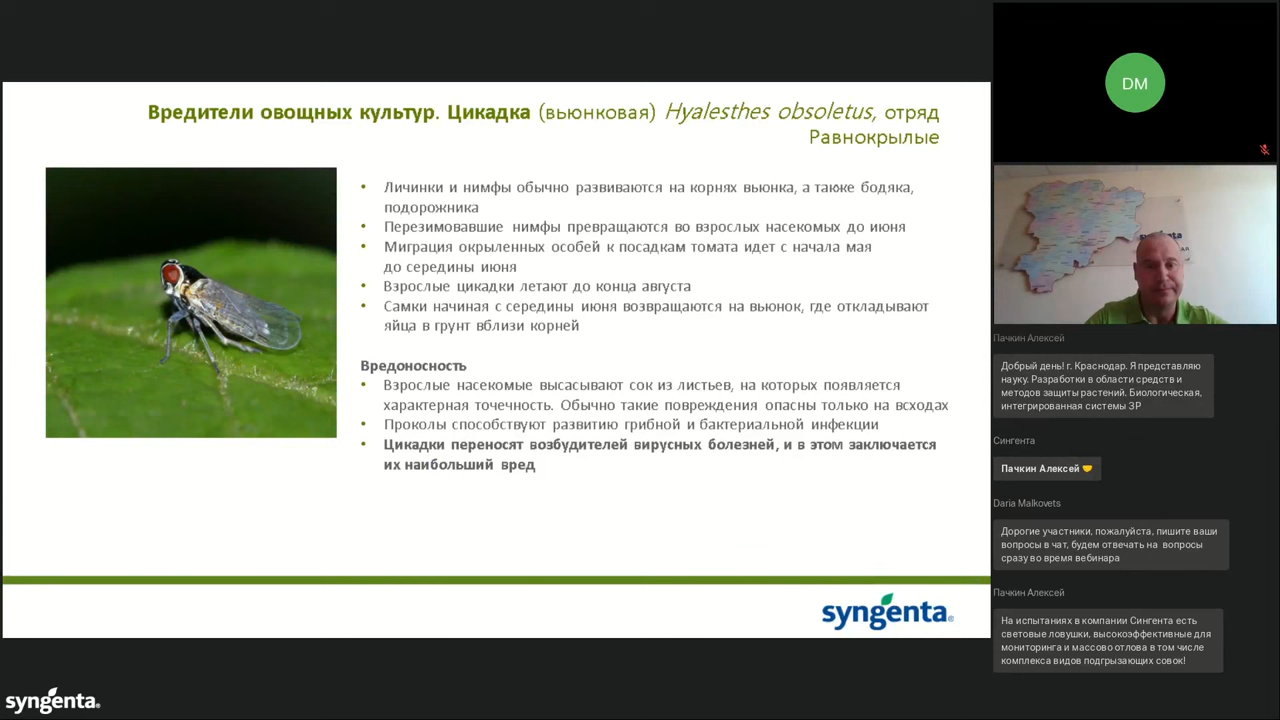 Вредители овощных культур. Цикадка (вьюнковая) Hyalesthes obsoletus, отряд
Равнокрылые
• Личинки и нимфы обычно развиваются на корнях вьюнка, а также бодяка,
подорожника
• Перезимовавшие нимфы превращаются во взрослых насекомых до июня
• Миграция окрыленных особей к посадкам томата идет с начала мая
до середины июня
• Взрослые цикадки летают до конца августа
• Самки начиная с середины июня возвращаются на вьюнок, где откладывают
яйца в грунт вблизи корней
Вредоносность
• Взрослые насекомые высасывают сок из листьев, на которых появляется
характерная точечность. Обычно такие повреждения опасны только на всходах
• Проколы способствуют развитию грибной и бактериальной инфекции
• Цикадки переносят возбудителей вирусных болезней, и в этом заключается
их наибольший вред
syngenta®
syngenta®
DM
syngenta
Пачкин Алексей
Добрый день! г. Краснодар. Я представляю
науку. Разработки в области средств и
методов защиты растений. Биологическая,
интегрированная системы ЗР
Сингента
Пачкин Алексей 🤝
Daria Malkovets
Дорогие участники, пожалуйста, пишите ваши
вопросы в чат, будем отвечать на вопросы
сразу во время вебинара
Пачкин Алексей
На испытаниях в компании Сингента есть
световые ловушки, высокоэффективные для
мониторинга и массово отлова в том числе
комплекса видов подгрызающих совок!